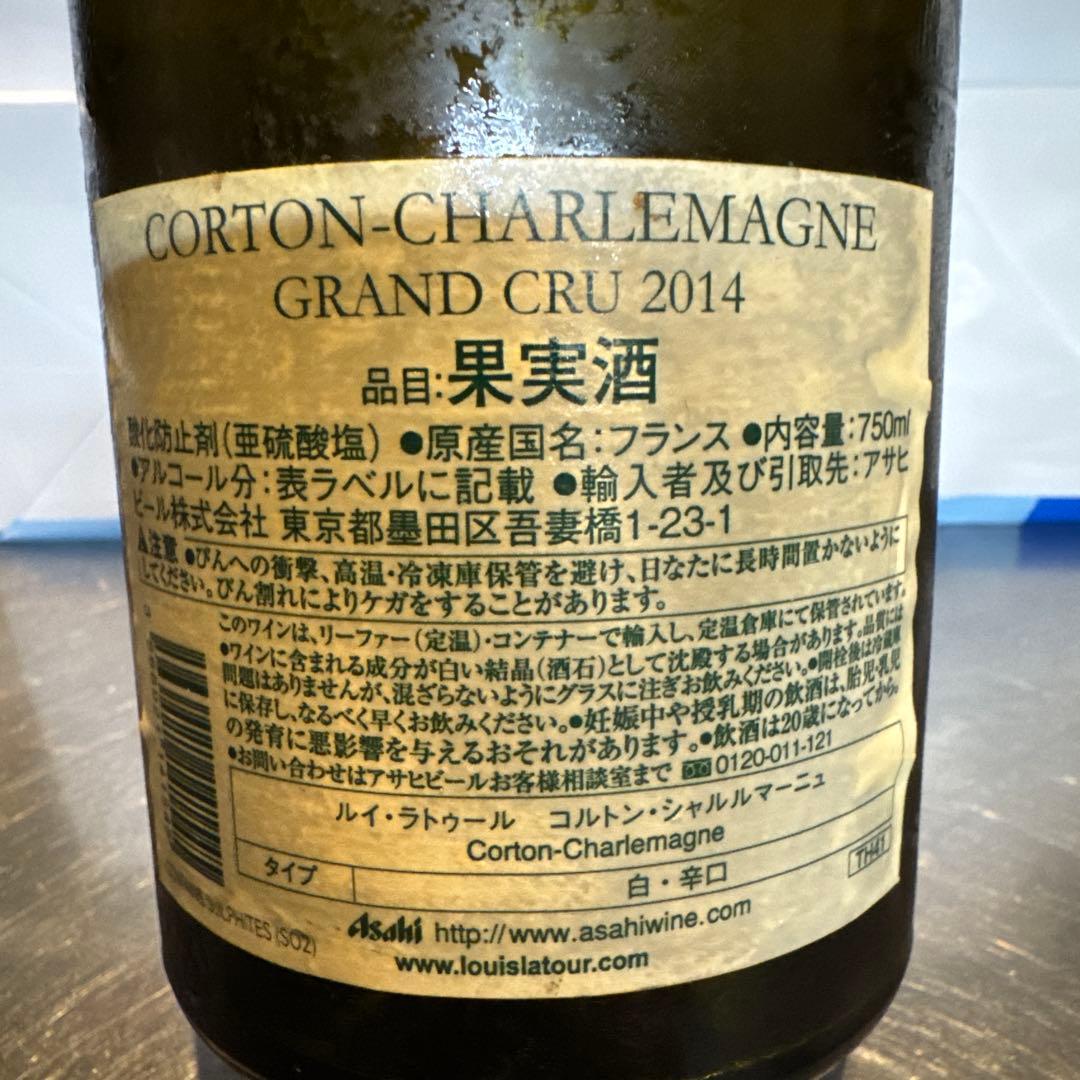 CORTON-CHARLEMAGNE
GRAND CRU 2014
品目:果実酒
酸化防止剤(亜硫酸塩) ●原産国名:フランス ●内容量:750ml
●アルコール分:表ラベルに記載 ●輸入者及び引取先:アサヒ
ビール株式会社 東京都墨田区吾妻橋1-23-1
⚠注意 ●びんへの衝撃、高温・冷凍庫保管を避け、日なたに長時間置かないように
してください。びん割れによりケガをすることがあります。
このワインは、リーファー(定温)・コンテナーで輸入し、定温倉庫にて保管されています。
●ワインに含まれる成分が白い結晶(酒石)として沈殿する場合があります。品質には
問題はありませんが、混ざらないようにグラスに注ぎお飲みください。●開栓後は冷蔵庫
に保存し、なるべく早くお飲みください。●妊娠中や授乳期の飲酒は、胎児・乳児
の発育に悪影響を与えるおそれがあります。●飲酒は20歳になってから。
●お問い合わせはアサヒビールお客様相談室まで 0120-011-121
ルイ・ラトゥール コルトン・シャルルマーニュ
Corton-Charlemagne
タイプ 白・辛口 TH41
SULPHITES (SO2)
Asahi http://www.asahiwine.com
www.louislatour.com